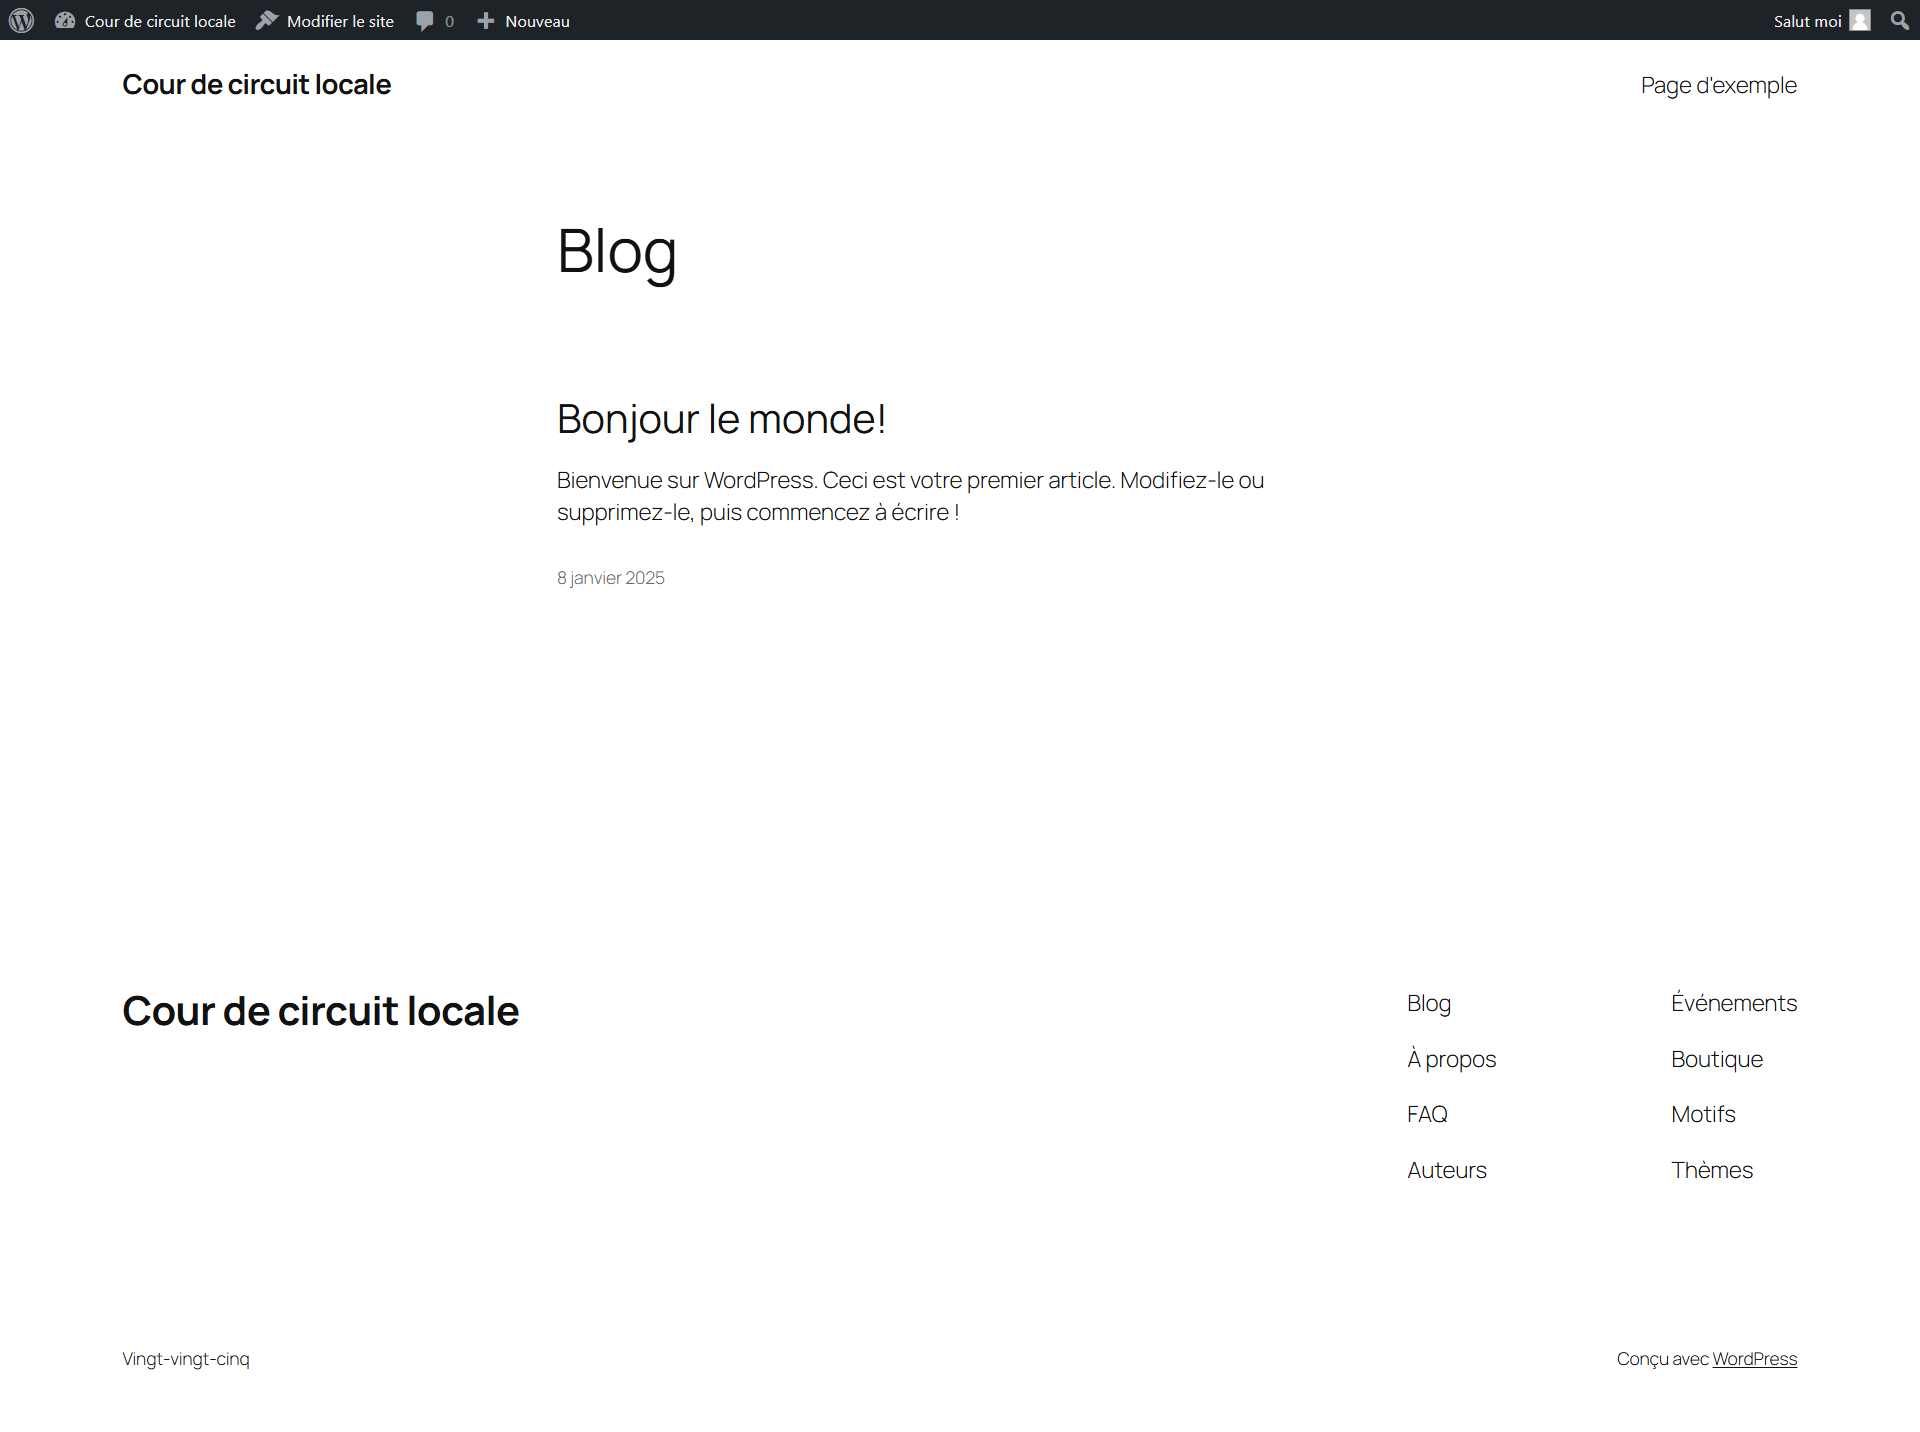 Cour de circuit locale Modifier le site 0 Nouveau Salut moi
Cour de circuit locale Page d'exemple
Blog
Bonjour le monde!
Bienvenue sur WordPress. Ceci est votre premier article. Modifiez-le ou
supprimez-le, puis commencez à écrire !
8 janvier 2025
Cour de circuit locale
Blog
À propos
FAQ
Auteurs
Événements
Boutique
Motifs
Thèmes
Vingt-vingt-cinq
Conçu avec WordPress